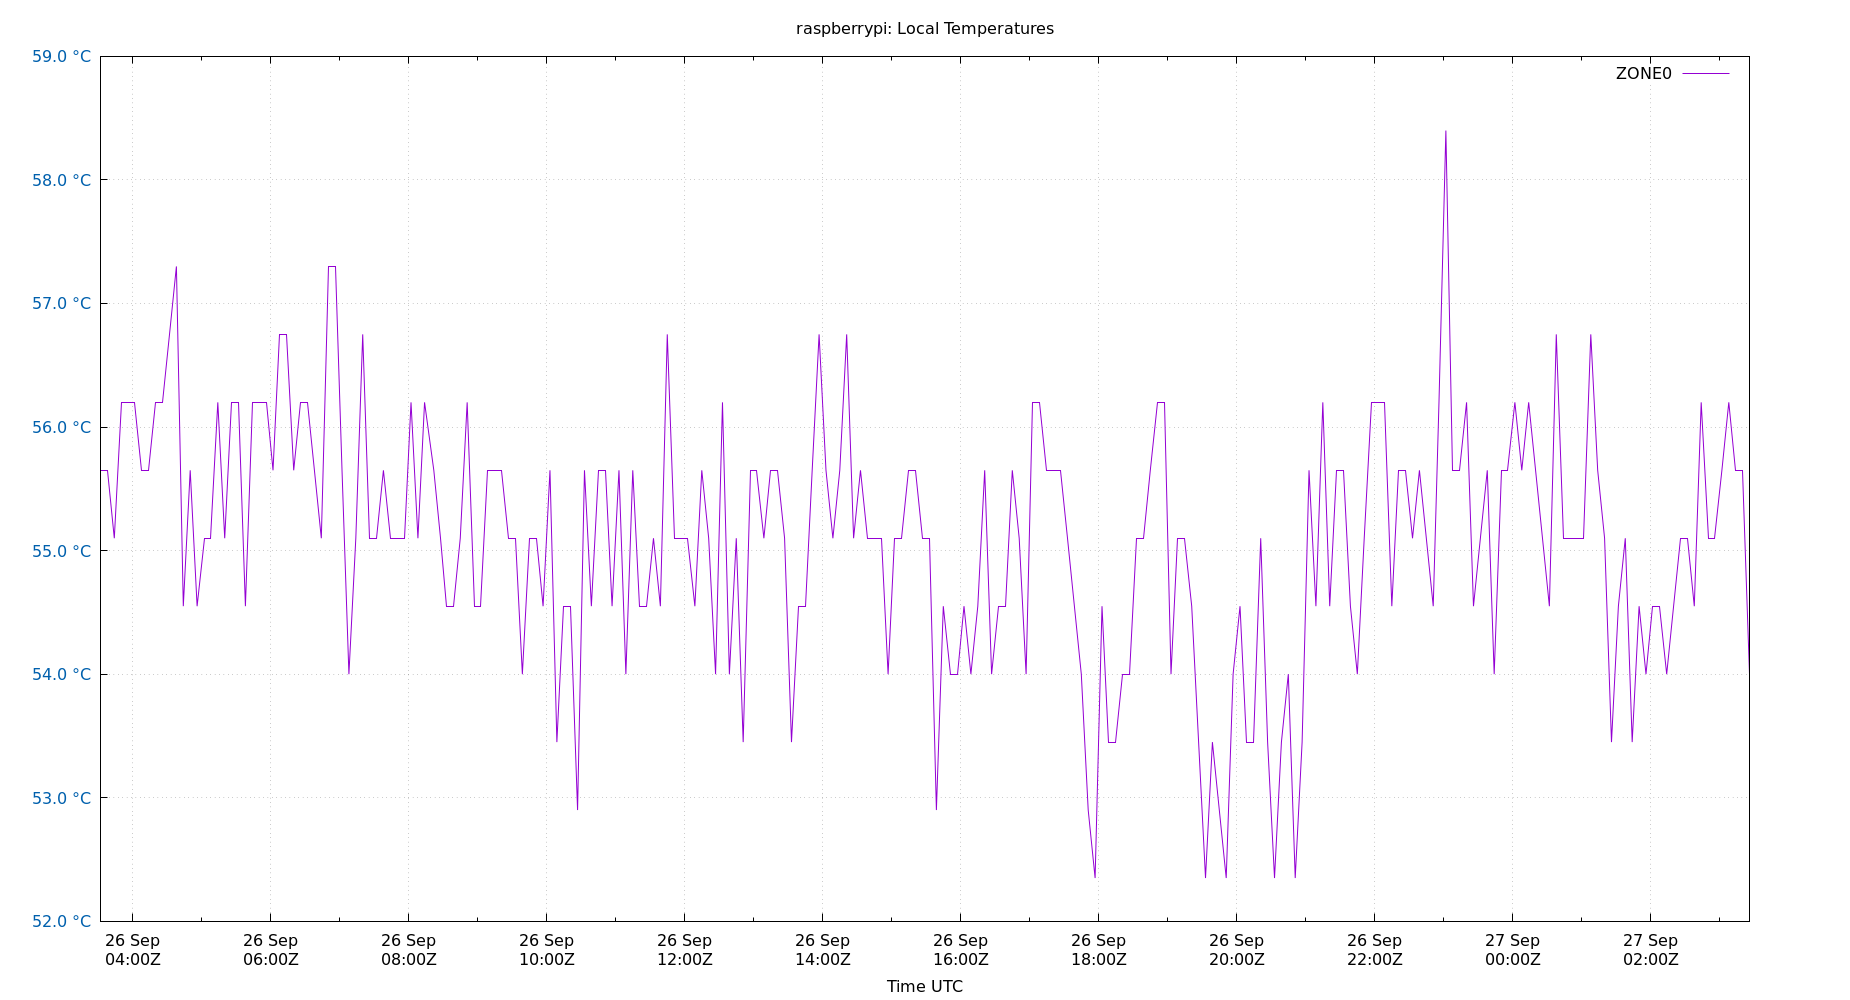 raspberrypi: Local Temperatures
59.0 °C
ZONE0
58.0 °C
57.0 °C
56.0 °C
55.0 °C
54.0 °C
53.0 °C
52.0 °C
26 Sep 26 Sep 26 Sep 26 Sep 26 Sep 26 Sep 26 Sep 26 Sep 26 Sep 26 Sep 27 Sep 27 Sep
04:00Z 06:00Z 08:00Z 10:00Z 12:00Z 14:00Z 16:00Z 18:00Z 20:00Z 22:00Z 00:00Z 02:00Z
Time UTC